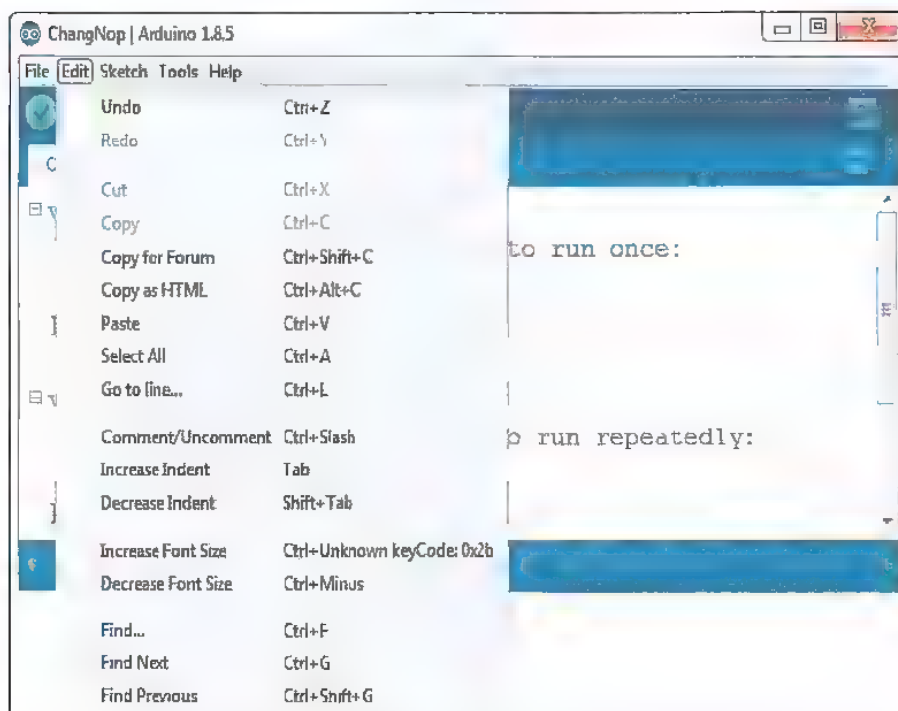 ChangNop | Arduino 1.8.5
File Edit Sketch Tools Help
Undo Ctrl+Z
Redo Ctrl+Y
Cut Ctrl+X
Copy Ctrl+C
Copy for Forum Ctrl+Shift+C
to run once:
Copy as HTML Ctrl+Alt+C
Paste Ctrl+V
Select All Ctrl+A
Go to line... Ctrl+L
Comment/Uncomment Ctrl+Slash
run repeatedly:
Increase Indent Tab
Decrease Indent Shift+Tab
Increase Font Size Ctrl+Unknown keyCode: 0x2b
Decrease Font Size Ctrl+Minus
Find... Ctrl+F
Find Next Ctrl+G
Find Previous Ctrl+Shift+G